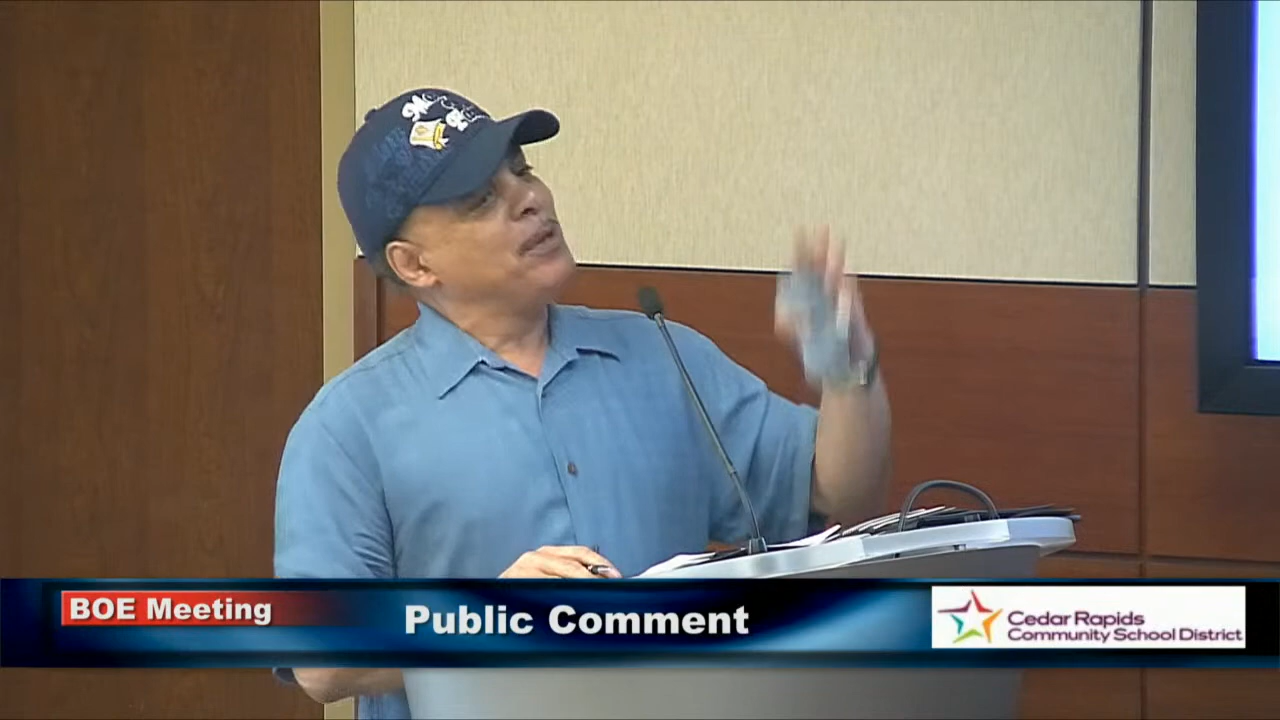 BOE Meeting
Public Comment
Cedar Rapids
Community School District